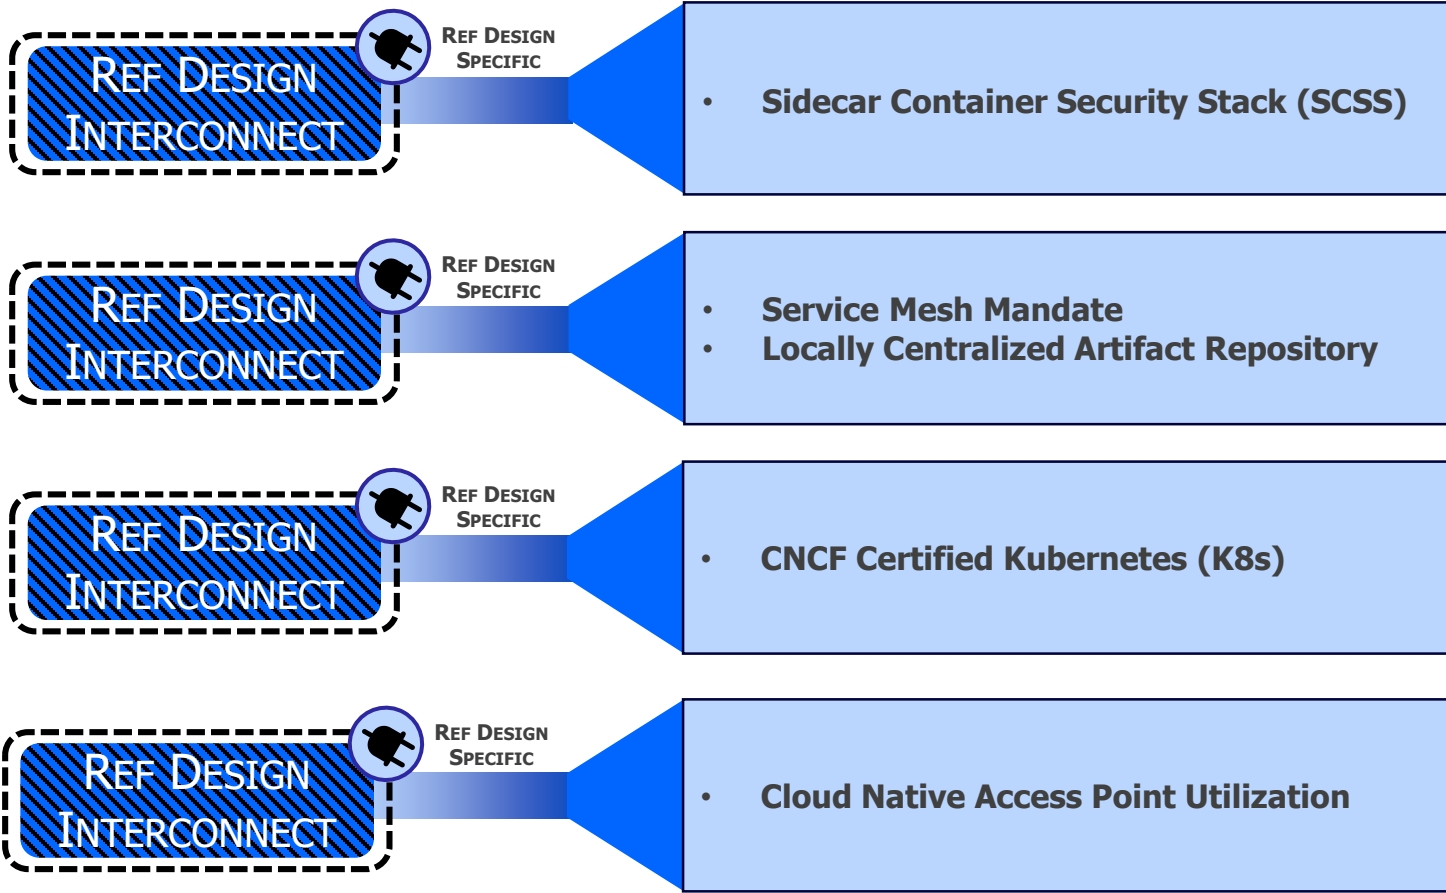 REF DESIGN
INTERCONNECT
REF DESIGN
SPECIFIC
• Sidecar Container Security Stack (SCSS)
REF DESIGN
INTERCONNECT
REF DESIGN
SPECIFIC
• Service Mesh Mandate
• Locally Centralized Artifact Repository
REF DESIGN
INTERCONNECT
REF DESIGN
SPECIFIC
• CNCF Certified Kubernetes (K8s)
REF DESIGN
INTERCONNECT
REF DESIGN
SPECIFIC
• Cloud Native Access Point Utilization